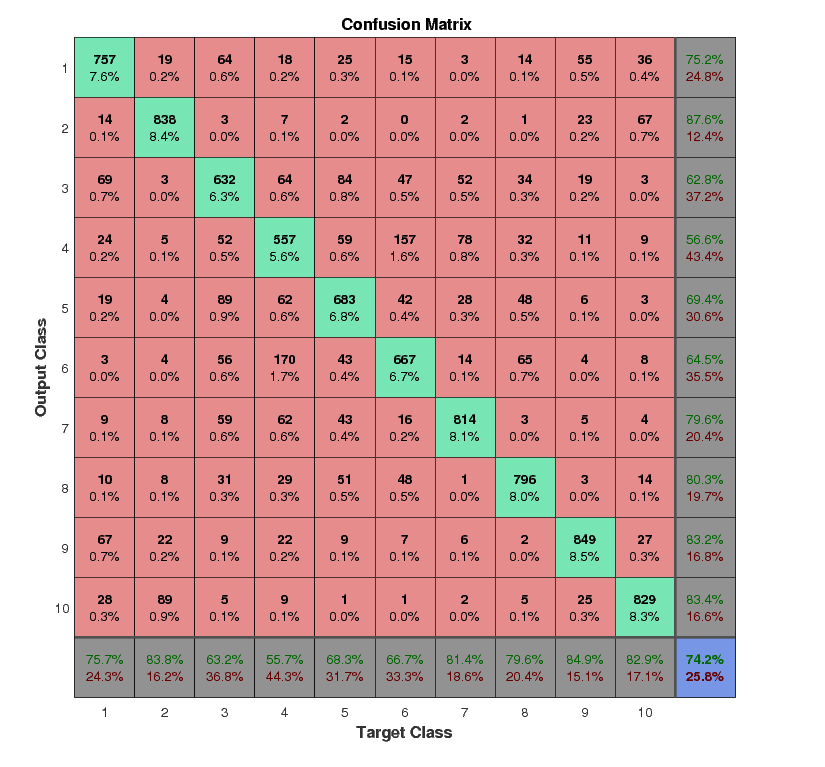 Confusion Matrix
1 757 19 64 18 25 15 3 14 55 36 75.2%
7.6% 0.2% 0.6% 0.2% 0.3% 0.1% 0.0% 0.1% 0.5% 0.4% 24.8%
2 14 838 3 7 2 0 2 1 23 67 87.6%
0.1% 8.4% 0.0% 0.1% 0.0% 0.0% 0.0% 0.0% 0.2% 0.7% 12.4%
3 69 3 632 64 84 47 52 34 19 3 62.8%
0.7% 0.0% 6.3% 0.6% 0.8% 0.5% 0.5% 0.3% 0.2% 0.0% 37.2%
4 24 5 52 557 59 157 78 32 11 9 56.6%
0.2% 0.1% 0.5% 5.6% 0.6% 1.6% 0.8% 0.3% 0.1% 0.1% 43.4%
5 19 4 89 62 683 42 28 48 6 3 69.4%
0.2% 0.0% 0.9% 0.6% 6.8% 0.4% 0.3% 0.5% 0.1% 0.0% 30.6%
6 3 4 56 170 43 667 14 65 4 8 64.5%
0.0% 0.0% 0.6% 1.7% 0.4% 6.7% 0.1% 0.7% 0.0% 0.1% 35.5%
7 9 8 59 62 43 16 814 3 5 4 79.6%
0.1% 0.1% 0.6% 0.6% 0.4% 0.2% 8.1% 0.0% 0.1% 0.0% 20.4%
8 10 8 31 29 51 48 1 796 3 14 80.3%
0.1% 0.1% 0.3% 0.3% 0.5% 0.5% 0.0% 8.0% 0.0% 0.1% 19.7%
9 67 22 9 22 9 7 6 2 849 27 83.2%
0.7% 0.2% 0.1% 0.2% 0.1% 0.1% 0.1% 0.0% 8.5% 0.3% 16.8%
10 28 89 5 9 1 1 2 5 25 829 83.4%
0.3% 0.9% 0.1% 0.1% 0.0% 0.0% 0.0% 0.1% 0.3% 8.3% 16.6%
75.7% 83.8% 63.2% 55.7% 68.3% 66.7% 81.4% 79.6% 84.9% 82.9% 74.2%
24.3% 16.2% 36.8% 44.3% 31.7% 33.3% 18.6% 20.4% 15.1% 17.1% 25.8%
1 2 3 4 5 6 7 8 9 10
Target Class
Output Class